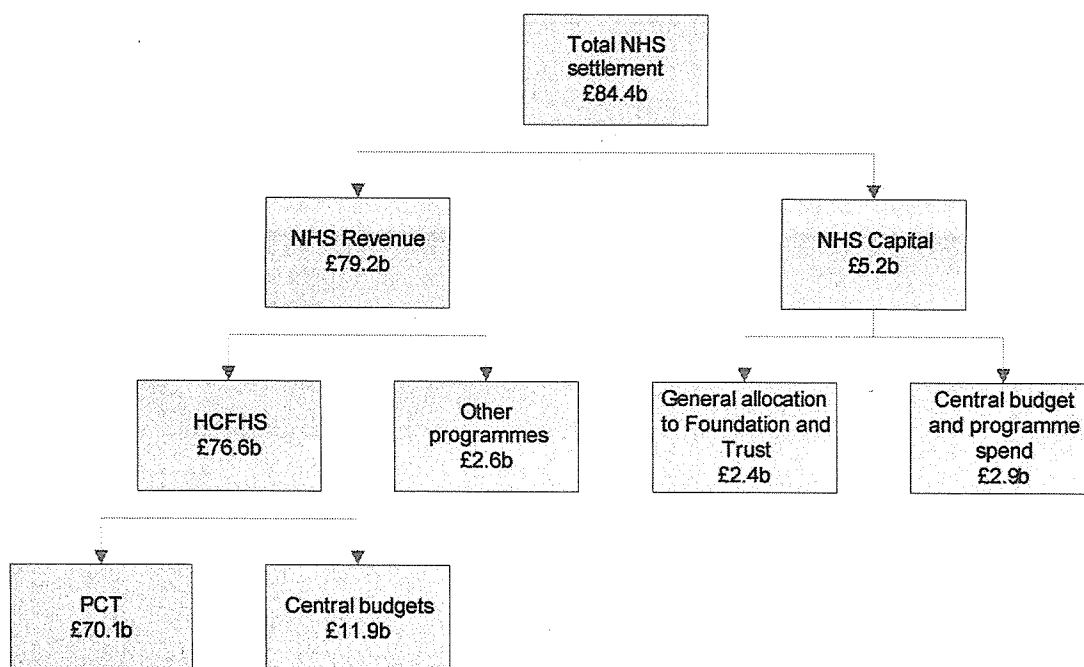 Total NHS
settlement
£84.4b
NHS Revenue
£79.2b
NHS Capital
£5.2b
HCFHS
£76.6b
Other
programmes
£2.6b
General allocation
to Foundation and
Trust
£2.4b
Central budget
and programme
spend
£2.9b
PCT
£70.1b
Central budgets
£11.9b